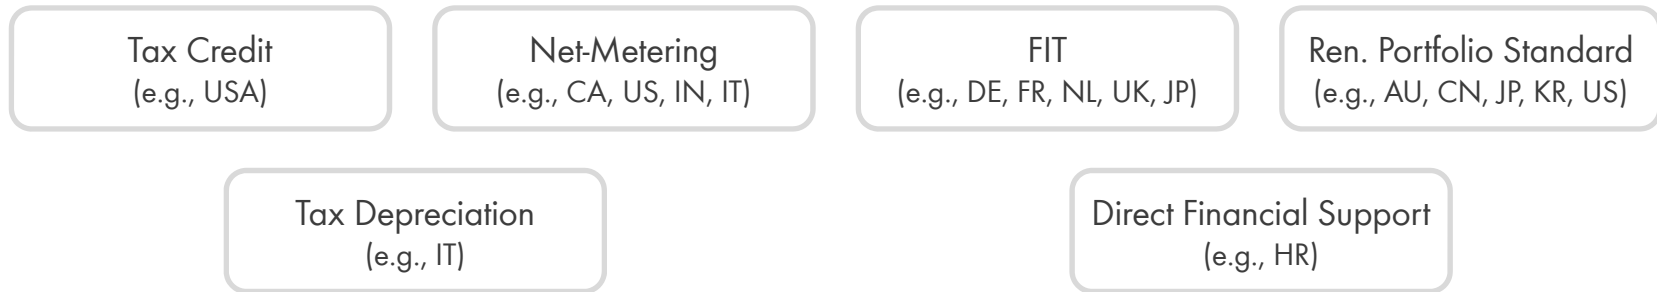 Tax Credit
(e.g., USA)
Net-Metering
(e.g., CA, US, IN, IT)
FIT
(e.g., DE, FR, NL, UK, JP)
Ren. Portfolio Standard
(e.g., AU, CN, JP, KR, US)
Tax Depreciation
(e.g., IT)
Direct Financial Support
(e.g., HR)